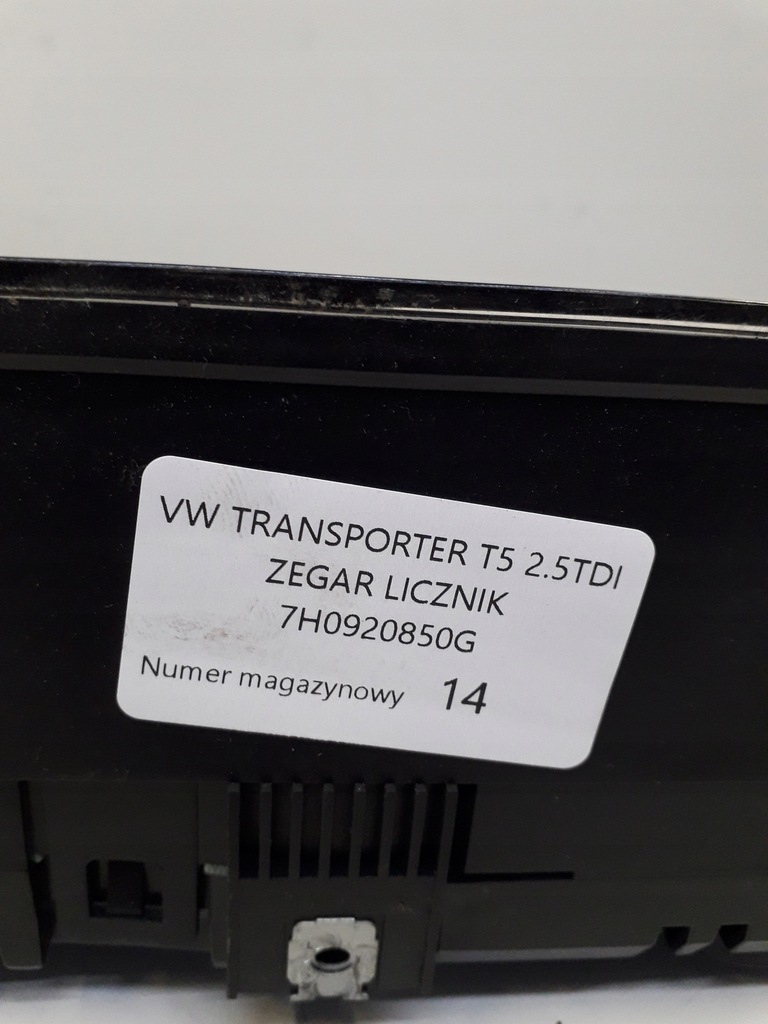 VW TRANSPORTER T5 2.5TDI
ZEGAR LICZNIK
7H0920850G
Numer magazynowy 14